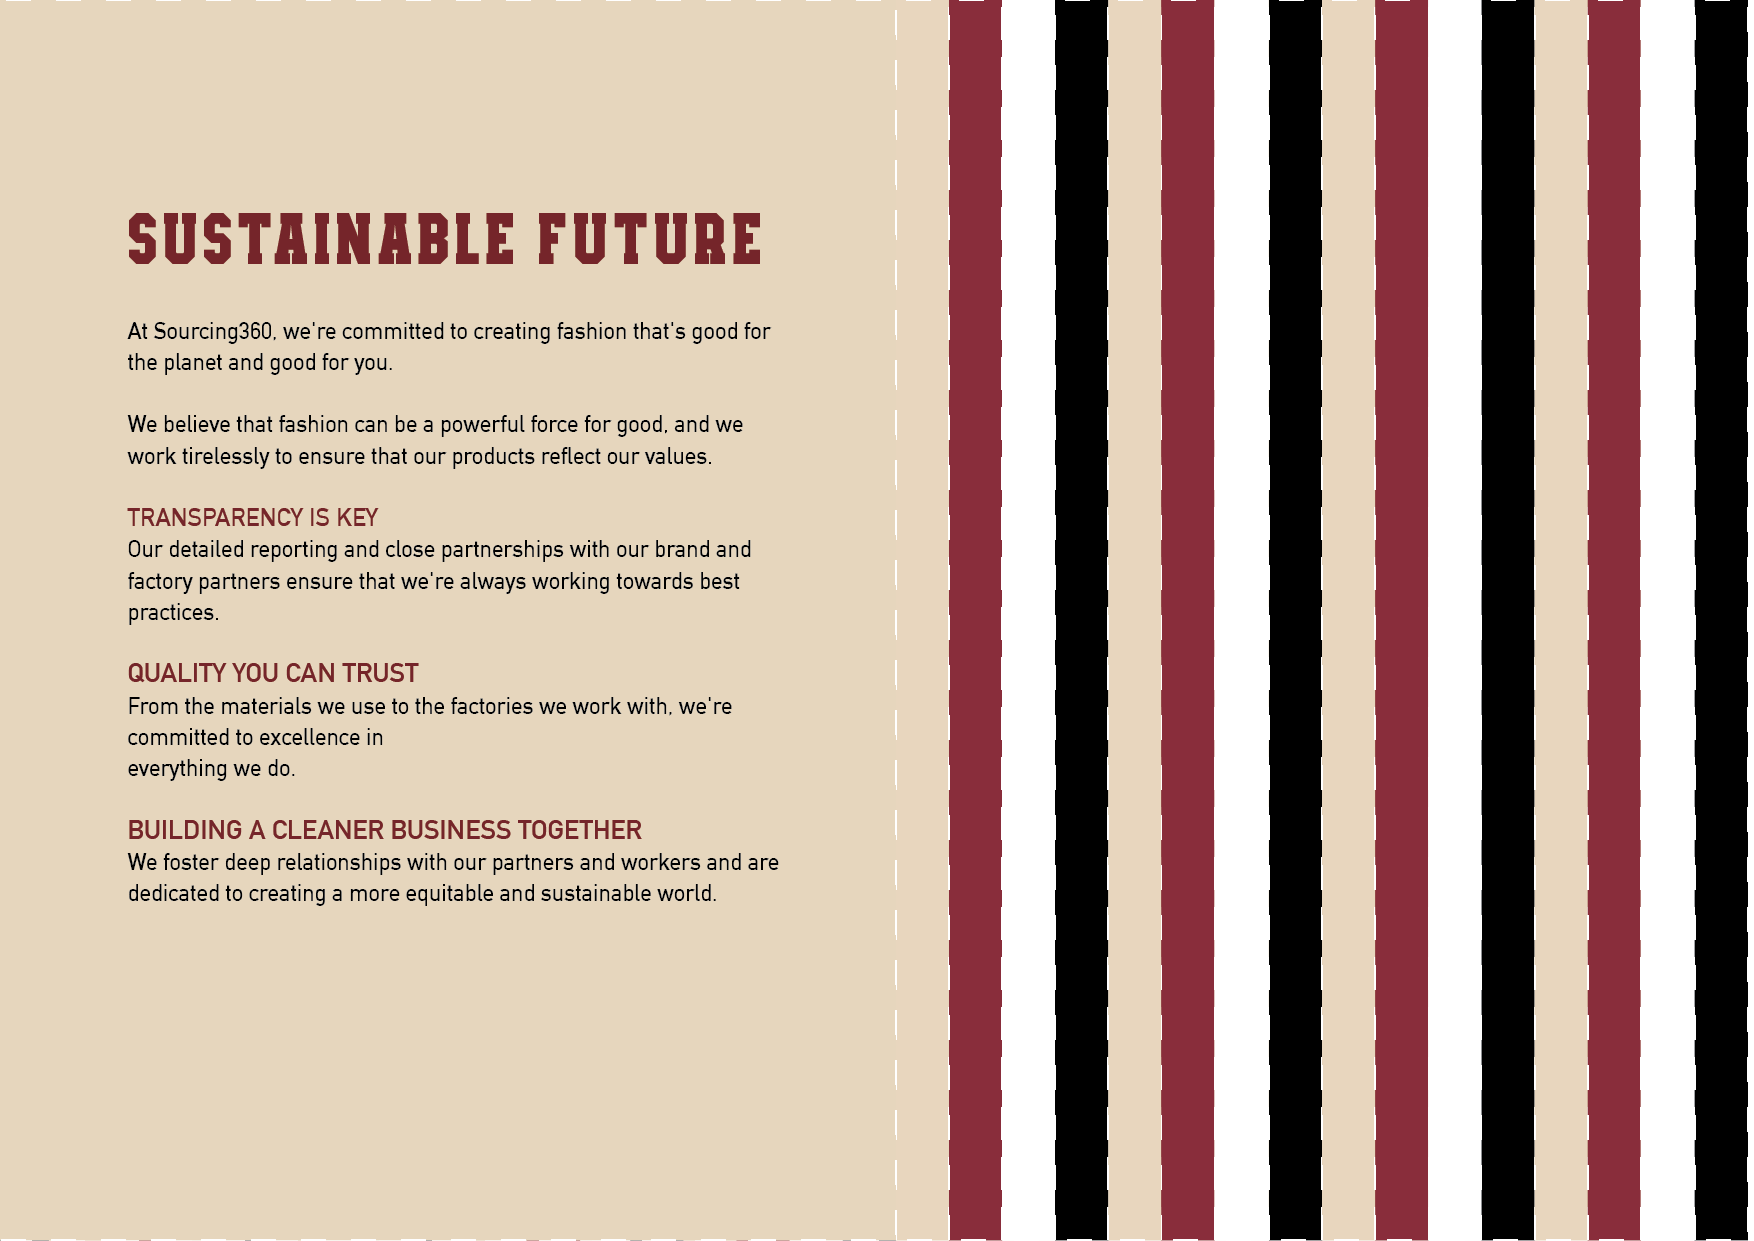 SUSTAINABLE FUTURE
At Sourcing360, we're committed to creating fashion that's good for
the planet and good for you.
We believe that fashion can be a powerful force for good, and we
work tirelessly to ensure that our products reflect our values.
TRANSPARENCY IS KEY
Our detailed reporting and close partnerships with our brand and
factory partners ensure that we're always working towards best
practices.
QUALITY YOU CAN TRUST
From the materials we use to the factories we work with, we're
committed to excellence in
everything we do.
BUILDING A CLEANER BUSINESS TOGETHER
We foster deep relationships with our partners and workers and are
dedicated to creating a more equitable and sustainable world.